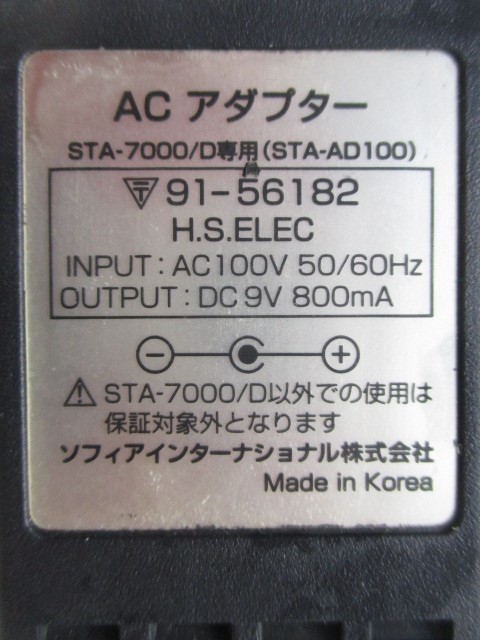 AC アダプター
STA-7000/D専用(STA-AD100)
〒 91-56182
H.S.ELEC
INPUT : AC100V 50/60Hz
OUTPUT : DC9V 800mA
⚠ STA-7000/D以外での使用は
保証対象外となります
ソフィアインターナショナル株式会社
Made in Korea